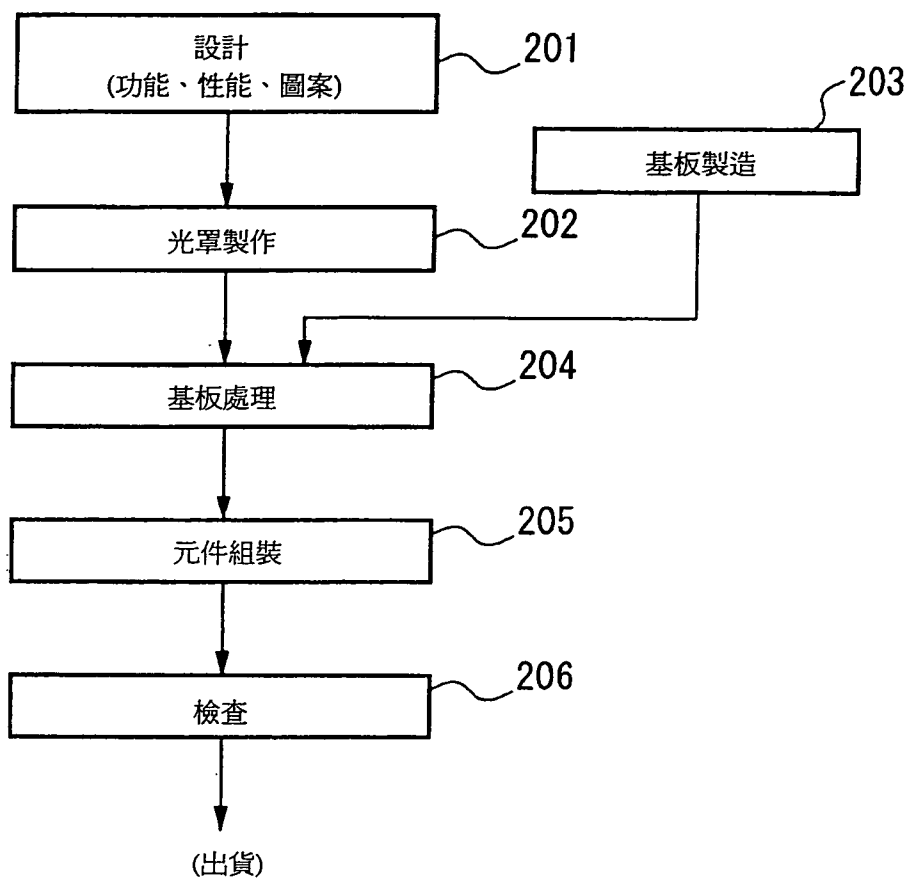 設計
(功能、性能、圖案)
201
203
基板製造
光罩製作
202
基板處理
204
元件組裝
205
檢查
206
(出貨)